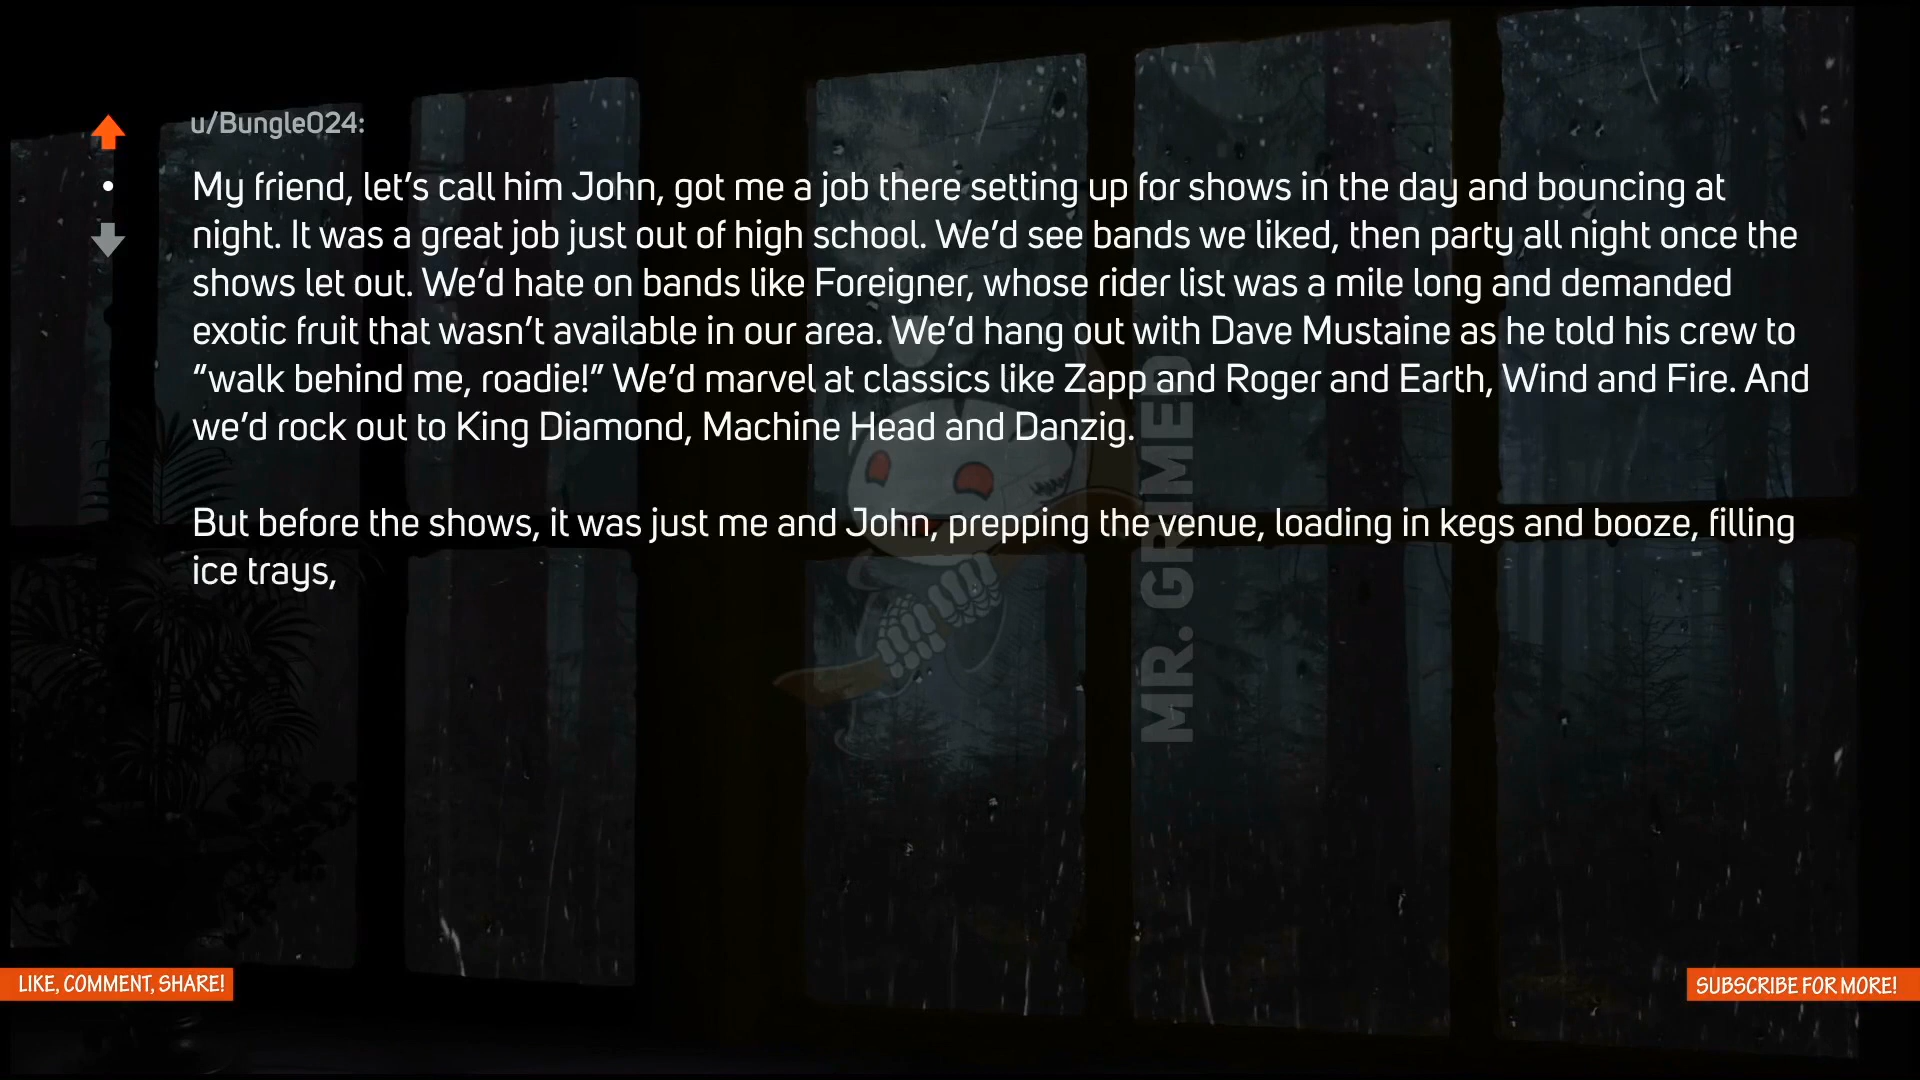 u/Bungle024:
My friend, let’s call him John, got me a job there setting up for shows in the day and bouncing at
night. It was a great job just out of high school. We’d see bands we liked, then party all night once the
shows let out. We’d hate on bands like Foreigner, whose rider list was a mile long and demanded
exotic fruit that wasn’t available in our area. We’d hang out with Dave Mustaine as he told his crew to
“walk behind me, roadie!” We’d marvel at classics like Zapp and Roger and Earth, Wind and Fire. And
we’d rock out to King Diamond, Machine Head and Danzig.
But before the shows, it was just me and John, prepping the venue, loading in kegs and booze, filling
ice trays,
MR. GRIMED
LIKE, COMMENT, SHARE!
SUBSCRIBE FOR MORE!